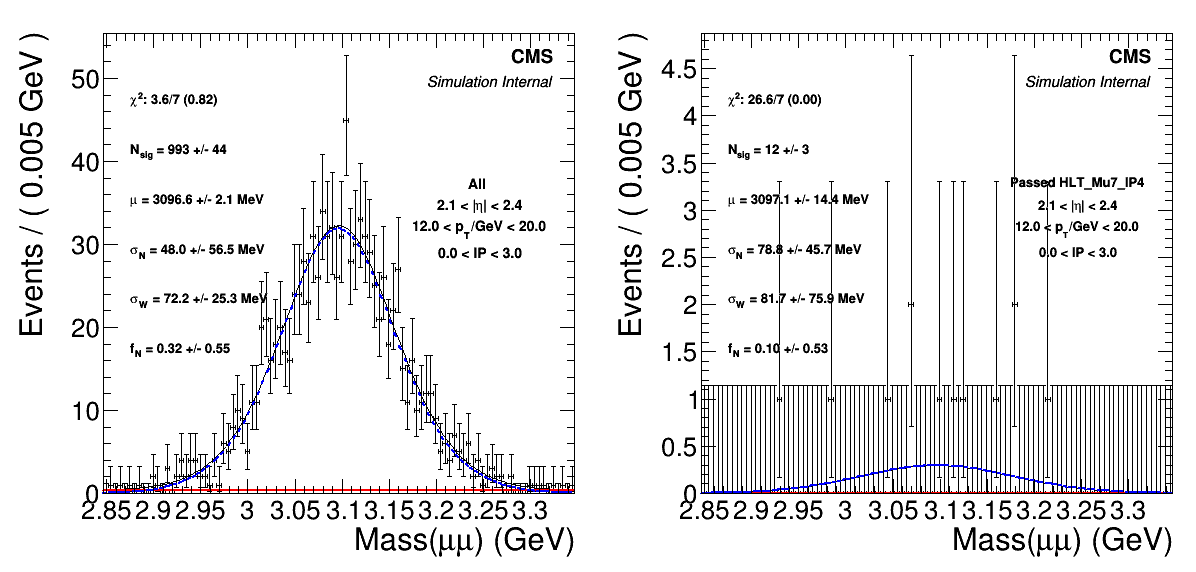 CMS
Simulation Internal
χ²: 3.6/7 (0.82)
N_sig = 993 +/- 44
μ = 3096.6 +/- 2.1 MeV
σ_N = 48.0 +/- 56.5 MeV
σ_W = 72.2 +/- 25.3 MeV
f_N = 0.32 +/- 0.55
All
2.1 < |η| < 2.4
12.0 < p_T/GeV < 20.0
0.0 < IP < 3.0
Events / ( 0.005 GeV )
50
40
30
20
10
0
2.85 2.9 2.95 3 3.05 3.1 3.15 3.2 3.25 3.3
Mass(μμ) (GeV)
CMS
Simulation Internal
χ²: 26.6/7 (0.00)
N_sig = 12 +/- 3
μ = 3097.1 +/- 14.4 MeV
σ_N = 78.8 +/- 45.7 MeV
σ_W = 81.7 +/- 75.9 MeV
f_N = 0.10 +/- 0.53
Passed HLT_Mu7_IP4
2.1 < |η| < 2.4
12.0 < p_T/GeV < 20.0
0.0 < IP < 3.0
Events / ( 0.005 GeV )
4.5
4
3.5
3
2.5
2
1.5
1
0.5
0
2.85 2.9 2.95 3 3.05 3.1 3.15 3.2 3.25 3.3
Mass(μμ) (GeV)